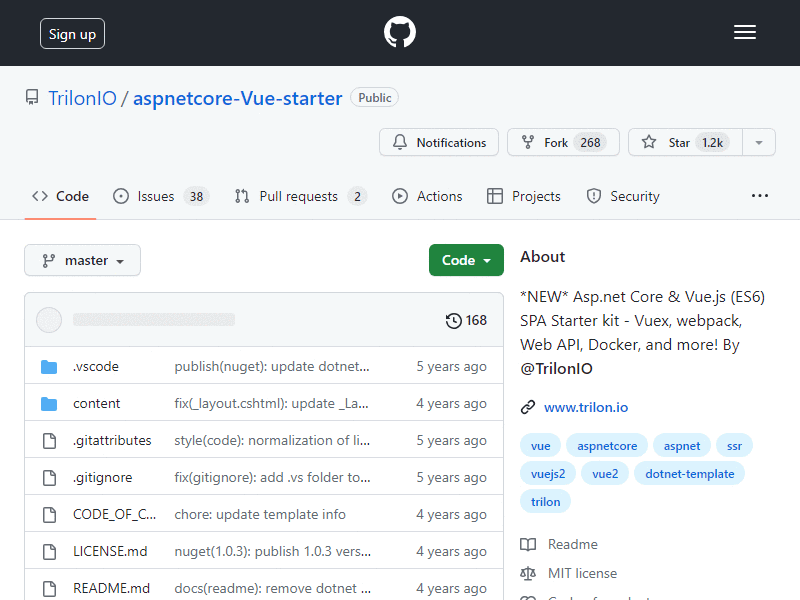 Sign up
TrilonIO / aspnetcore-Vue-starter Public
Notifications Fork 268 Star 1.2k
Code Issues 38 Pull requests 2 Actions Projects Security
master Code
168
.vscode publish(nuget): update dotnet... 5 years ago
content fix(_layout.cshtml): update _La... 4 years ago
.gitattributes style(code): normalization of li... 5 years ago
.gitignore fix(gitignore): add .vs folder to... 5 years ago
CODE_OF_C... chore: update template info 4 years ago
LICENSE.md nuget(1.0.3): publish 1.0.3 vers... 4 years ago
README.md docs(readme): remove dotnet ... 4 years ago
About
*NEW* Asp.net Core & Vue.js (ES6)
SPA Starter kit - Vuex, webpack,
Web API, Docker, and more! By
@TrilonIO
www.trilon.io
vue aspnetcore aspnet ssr
vuejs2 vue2 dotnet-template
trilon
Readme
MIT license